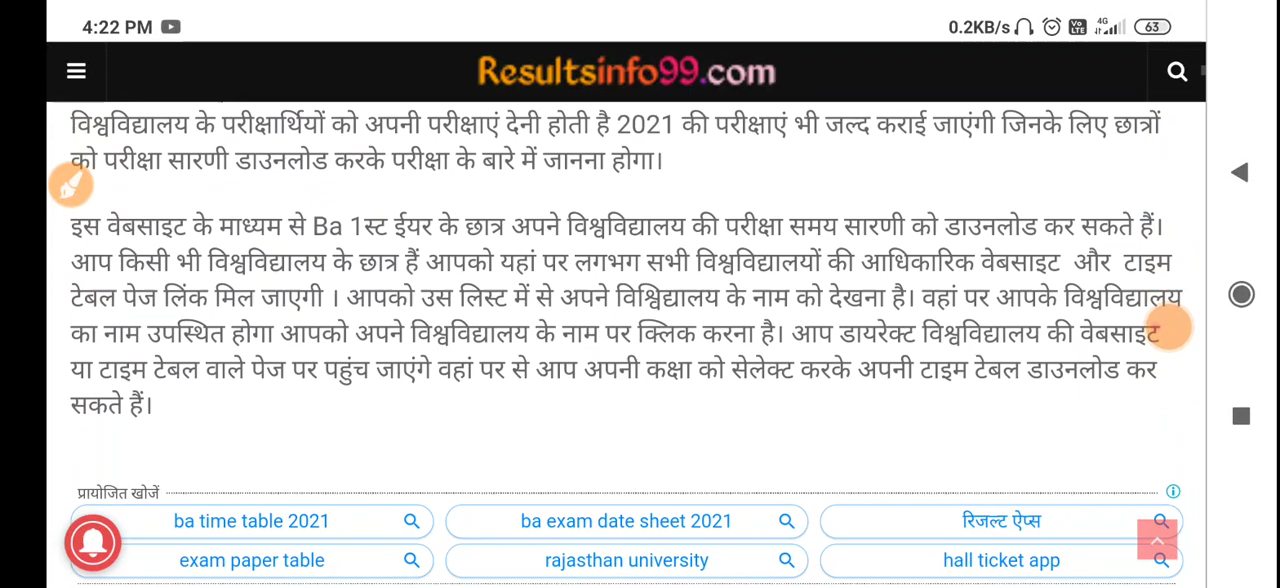 4:22 PM
0.2KB/s Vo LTE 4G 63
Resultsinfo99.com
विश्वविद्यालय के परीक्षार्थियों को अपनी परीक्षाएं देनी होती है 2021 की परीक्षाएं भी जल्द कराई जाएंगी जिनके लिए छात्रों
को परीक्षा सारणी डाउनलोड करके परीक्षा के बारे में जानना होगा।
इस वेबसाइट के माध्यम से Ba 1स्ट ईयर के छात्र अपने विश्वविद्यालय की परीक्षा समय सारणी को डाउनलोड कर सकते हैं।
आप किसी भी विश्वविद्यालय के छात्र हैं आपको यहां पर लगभग सभी विश्वविद्यालयों की आधिकारिक वेबसाइट और टाइम
टेबल पेज लिंक मिल जाएगी । आपको उस लिस्ट में से अपने विश्विद्यालय के नाम को देखना है। वहां पर आपके विश्वविद्यालय
का नाम उपस्थित होगा आपको अपने विश्वविद्यालय के नाम पर क्लिक करना है। आप डायरेक्ट विश्वविद्यालय की वेबसाइट
या टाइम टेबल वाले पेज पर पहुंच जाएंगे वहां पर से आप अपनी कक्षा को सेलेक्ट करके अपनी टाइम टेबल डाउनलोड कर
सकते हैं।
प्रायोजित खोजें
ba time table 2021
ba exam date sheet 2021
रिजल्ट ऐप्स
exam paper table
rajasthan university
hall ticket app